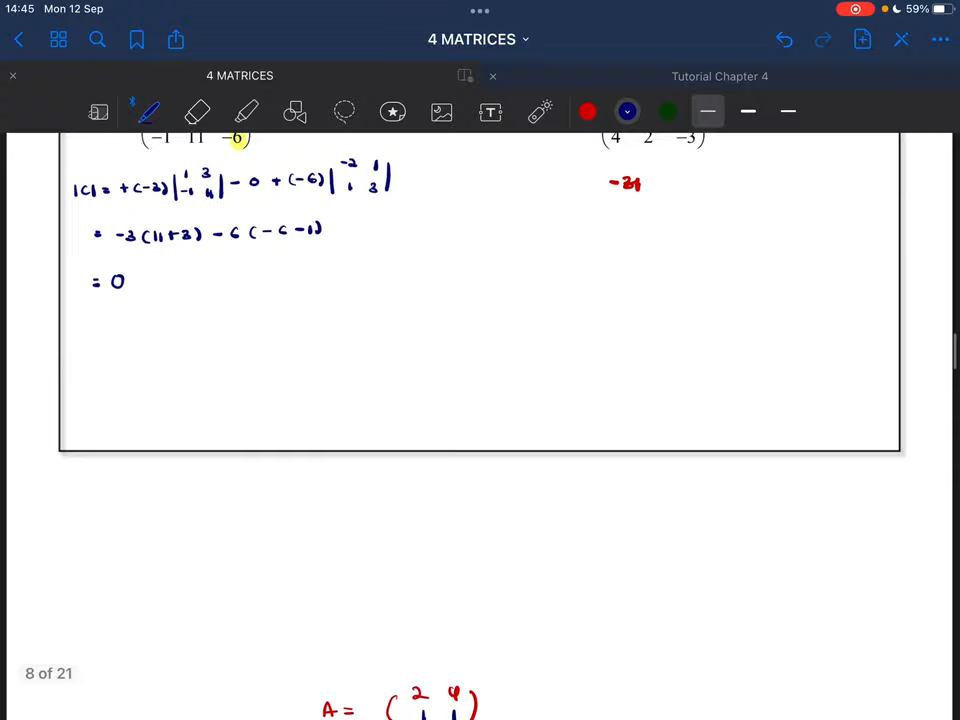 14:45 Mon 12 Sep
59%
4 MATRICES
4 MATRICES
Tutorial Chapter 4
T
(-1 11 -6)
(4 2 -3)
1 3
-2 1
|C| = +(-3) | | - 0 + (-6) | |
-1 11
1 3
= -3 (11+3) - 6 (-6-1)
= 0
8 of 21
2 4
A = ( )